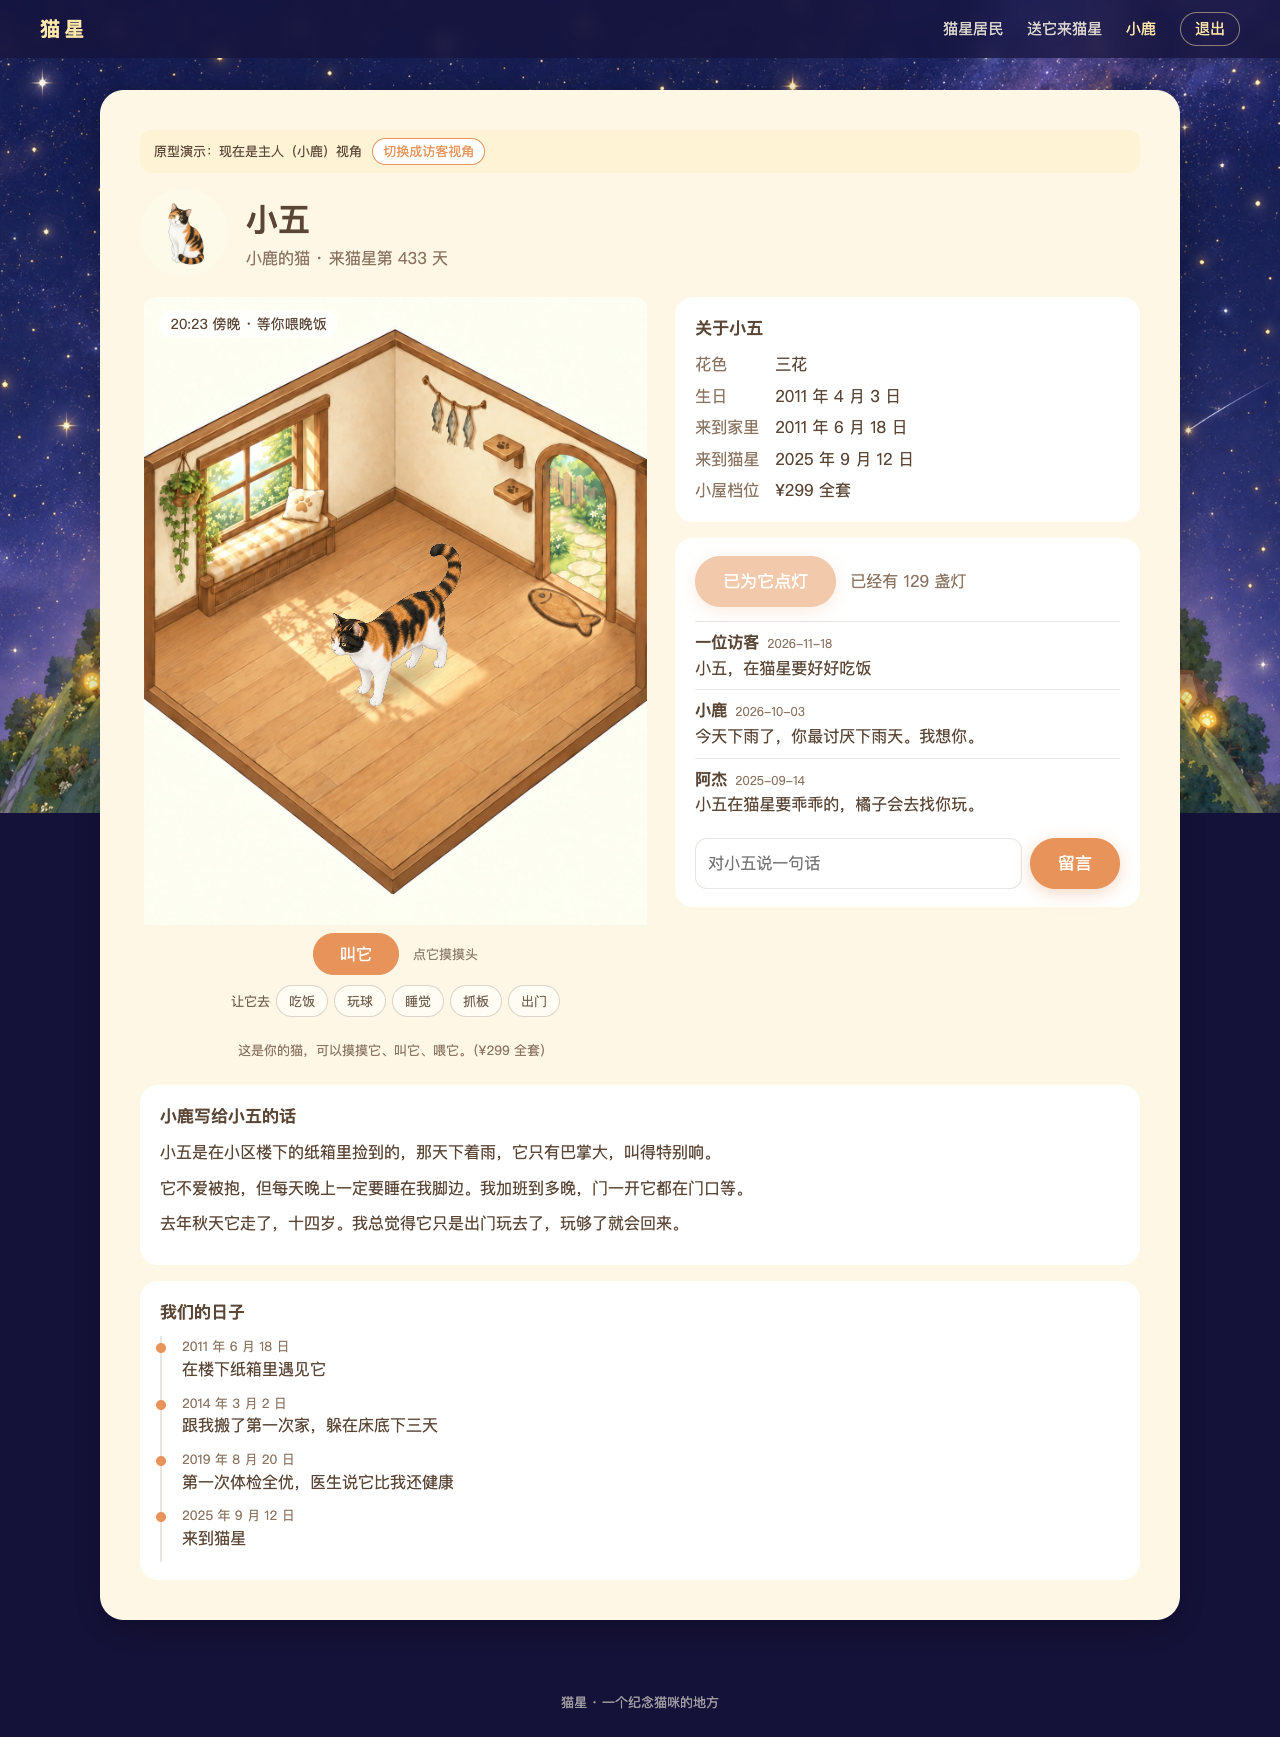 猫星
猫星居民
送它来猫星
小鹿
退出
原型演示：现在是主人（小鹿）视角
切换成访客视角
小五
小鹿的猫 · 来猫星第 433 天
20:23 傍晚 · 等你喂晚饭
叫它
点它摸摸头
让它去
吃饭
玩球
睡觉
抓板
出门
这是你的猫，可以摸摸它、叫它、喂它。(¥299 全套)
关于小五
花色 三花
生日 2011 年 4 月 3 日
来到家里 2011 年 6 月 18 日
来到猫星 2025 年 9 月 12 日
小屋档位 ¥299 全套
已为它点灯
已经有 129 盏灯
一位访客 2026-11-18
小五，在猫星要好好吃饭
小鹿 2026-10-03
今天下雨了，你最讨厌下雨天。我想你。
阿杰 2025-09-14
小五在猫星要乖乖的，橘子会去找你玩。
对小五说一句话
留言
小鹿写给小五的话
小五是在小区楼下的纸箱里捡到的，那天下着雨，它只有巴掌大，叫得特别响。
它不爱被抱，但每天晚上一定要睡在我脚边。我加班到多晚，门一开它都在门口等。
去年秋天它走了，十四岁。我总觉得它只是出门玩去了，玩够了就会回来。
我们的日子
2011 年 6 月 18 日
在楼下纸箱里遇见它
2014 年 3 月 2 日
跟我搬了第一次家，躲在床底下三天
2019 年 8 月 20 日
第一次体检全优，医生说它比我还健康
2025 年 9 月 12 日
来到猫星
猫星 · 一个纪念猫咪的地方